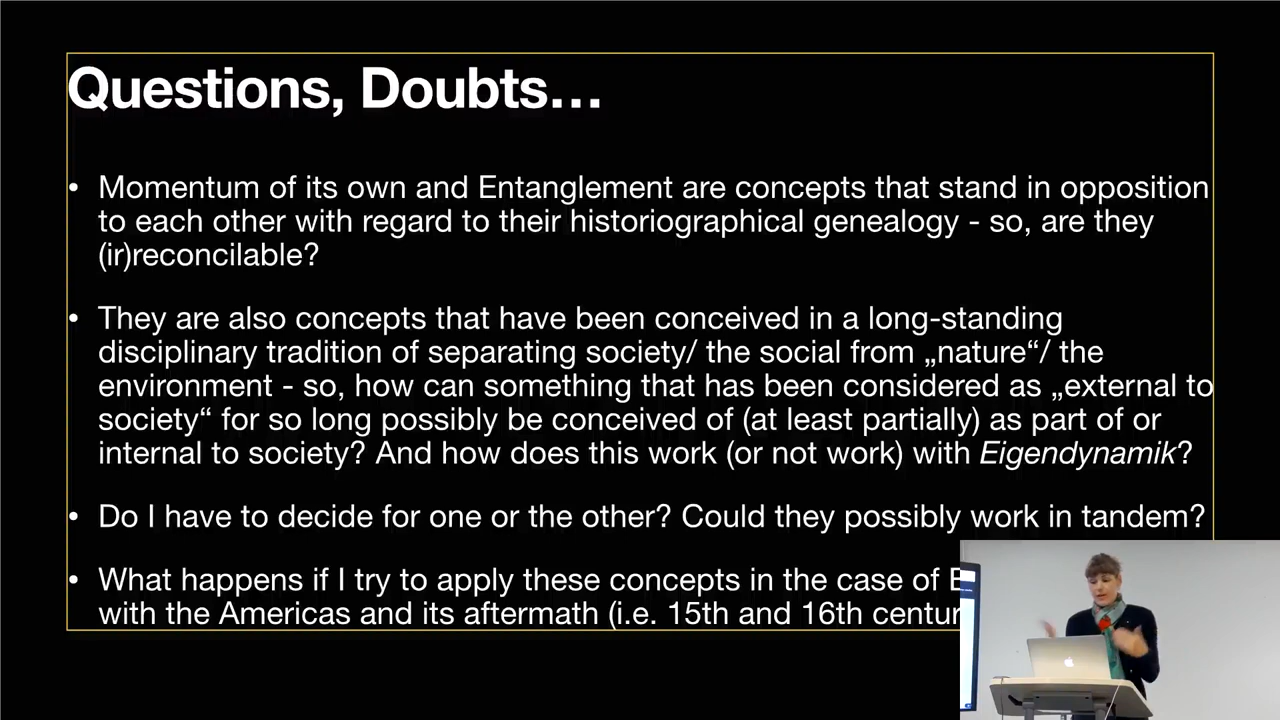 Questions, Doubts…
• Momentum of its own and Entanglement are concepts that stand in opposition
to each other with regard to their historiographical genealogy - so, are they
(ir)reconcilable?
• They are also concepts that have been conceived in a long-standing
disciplinary tradition of separating society/ the social from „nature“/ the
environment - so, how can something that has been considered as „external to
society“ for so long possibly be conceived of (at least partially) as part of or
internal to society? And how does this work (or not work) with Eigendynamik?
• Do I have to decide for one or the other? Could they possibly work in tandem?
• What happens if I try to apply these concepts in the case of
with the Americas and its aftermath (i.e. 15th and 16th